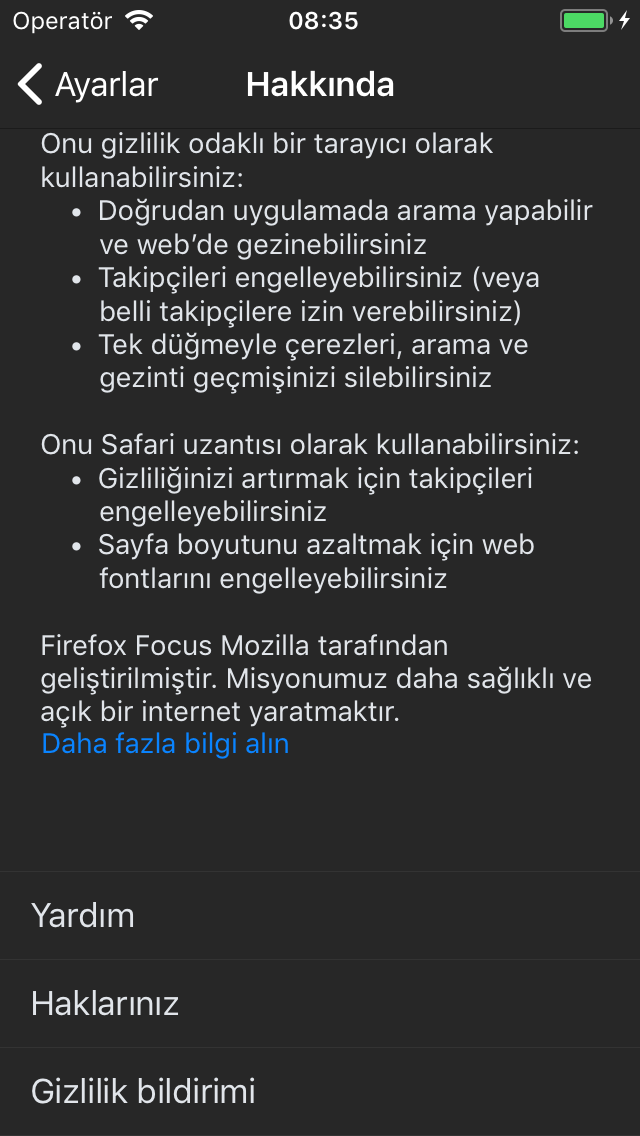 Operatör 08:35
Ayarlar Hakkında
Onu gizlilik odaklı bir tarayıcı olarak
kullanabilirsiniz:
• Doğrudan uygulamada arama yapabilir
ve web’de gezinebilirsiniz
• Takipçileri engelleyebilirsiniz (veya
belli takipçilere izin verebilirsiniz)
• Tek düğmeyle çerezleri, arama ve
gezinti geçmişinizi silebilirsiniz
Onu Safari uzantısı olarak kullanabilirsiniz:
• Gizliliğinizi artırmak için takipçileri
engelleyebilirsiniz
• Sayfa boyutunu azaltmak için web
fontlarını engelleyebilirsiniz
Firefox Focus Mozilla tarafından
geliştirilmiştir. Misyonumuz daha sağlıklı ve
açık bir internet yaratmaktır.
Daha fazla bilgi alın
Yardım
Haklarınız
Gizlilik bildirimi